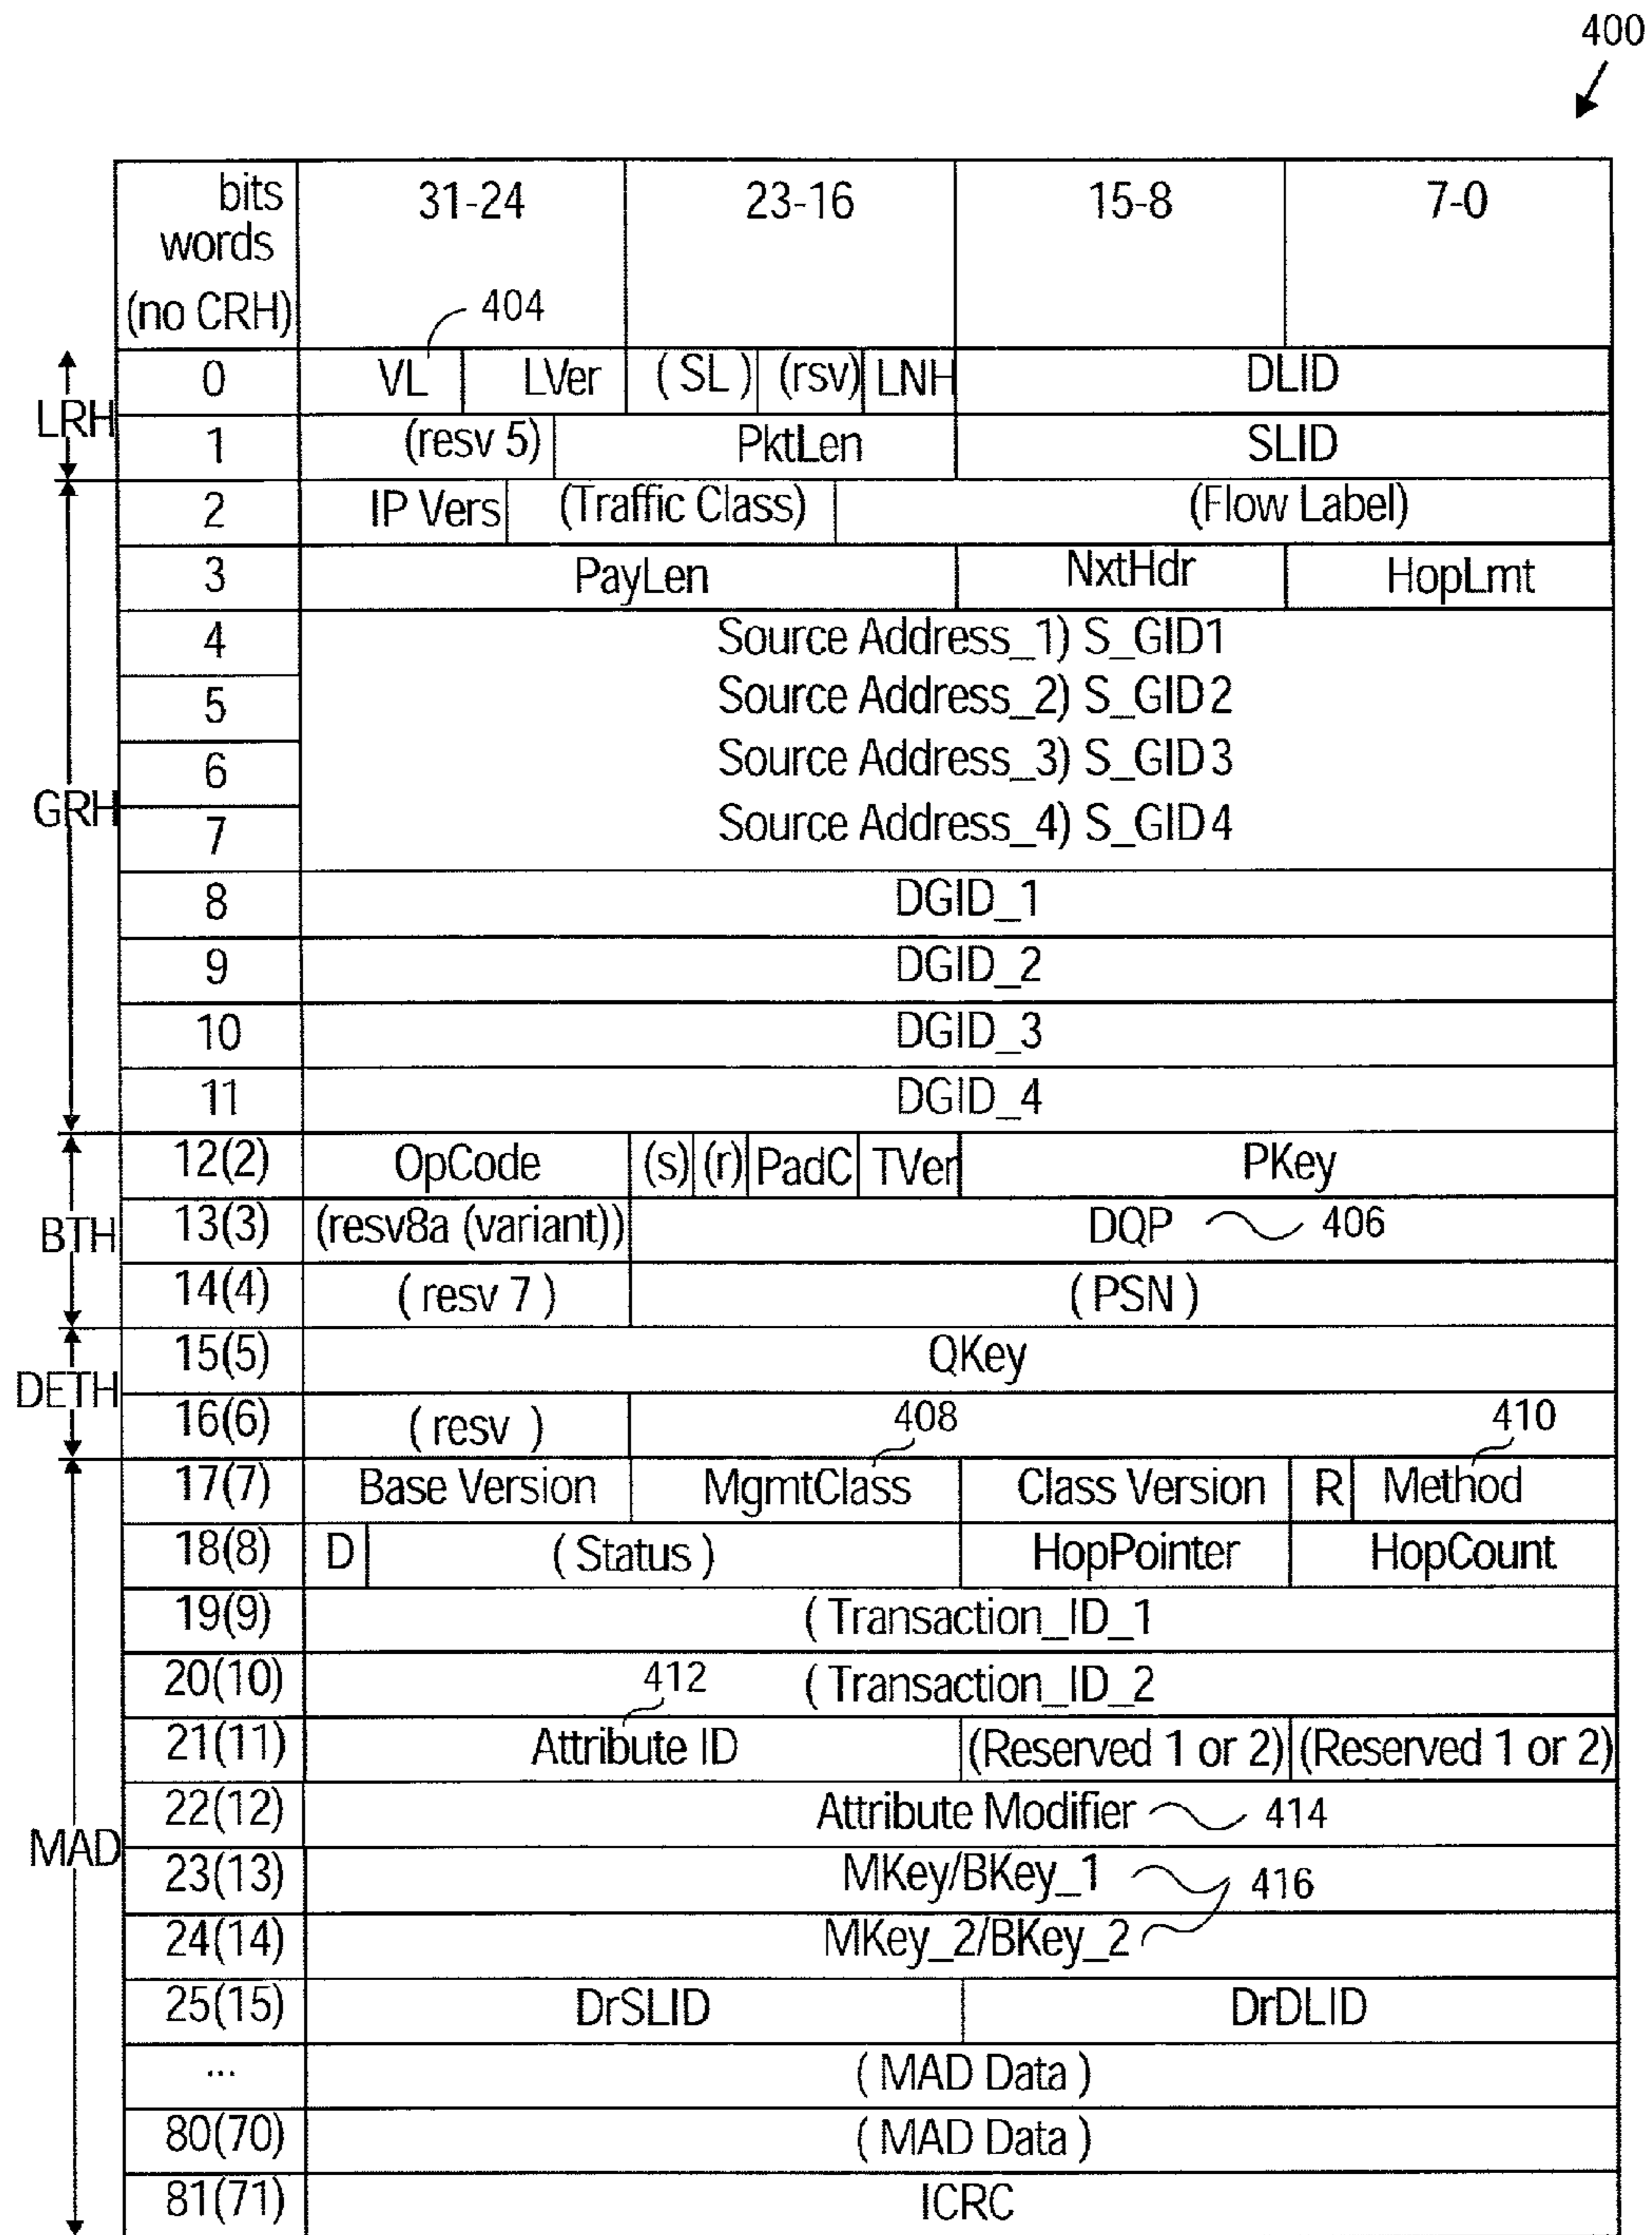 400
bits 31-24 23-16 15-8 7-0
words
(no CRH)
404
LRH
0 VL LVer (SL) (rsv) LNH DLID
1 (resv 5) PktLen SLID
GRH
2 IP Vers (Traffic Class) (Flow Label)
3 PayLen NxtHdr HopLmt
4 Source Address_1) S_GID1
5 Source Address_2) S_GID2
6 Source Address_3) S_GID3
7 Source Address_4) S_GID4
8 DGID_1
9 DGID_2
10 DGID_3
11 DGID_4
BTH
12(2) OpCode (s) (r) PadC TVer PKey
13(3) (resv8a (variant)) DQP 406
14(4) (resv 7) (PSN)
DETH
15(5) QKey
16(6) (resv) 408 410
MAD
17(7) Base Version MgmtClass Class Version R Method
18(8) D (Status) HopPointer HopCount
19(9) (Transaction_ID_1
20(10) 412 (Transaction_ID_2
21(11) Attribute ID (Reserved 1 or 2) (Reserved 1 or 2)
22(12) Attribute Modifier 414
23(13) MKey/BKey_1 416
24(14) MKey_2/BKey_2
25(15) DrSLID DrDLID
... (MAD Data)
80(70) (MAD Data)
81(71) ICRC